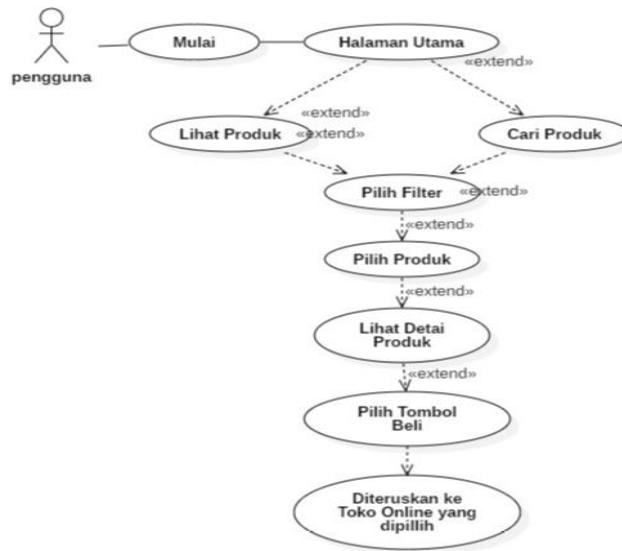 Mulai
Halaman Utama
pengguna
«extend»
«extend»
Lihat Produk
«extend»
Cari Produk
Pilih Filter
«extend»
«extend»
Pilih Produk
«extend»
Lihat Detai
Produk
«extend»
Pilih Tombol
Beli
Diteruskan ke
Toko Online yang
dipillih